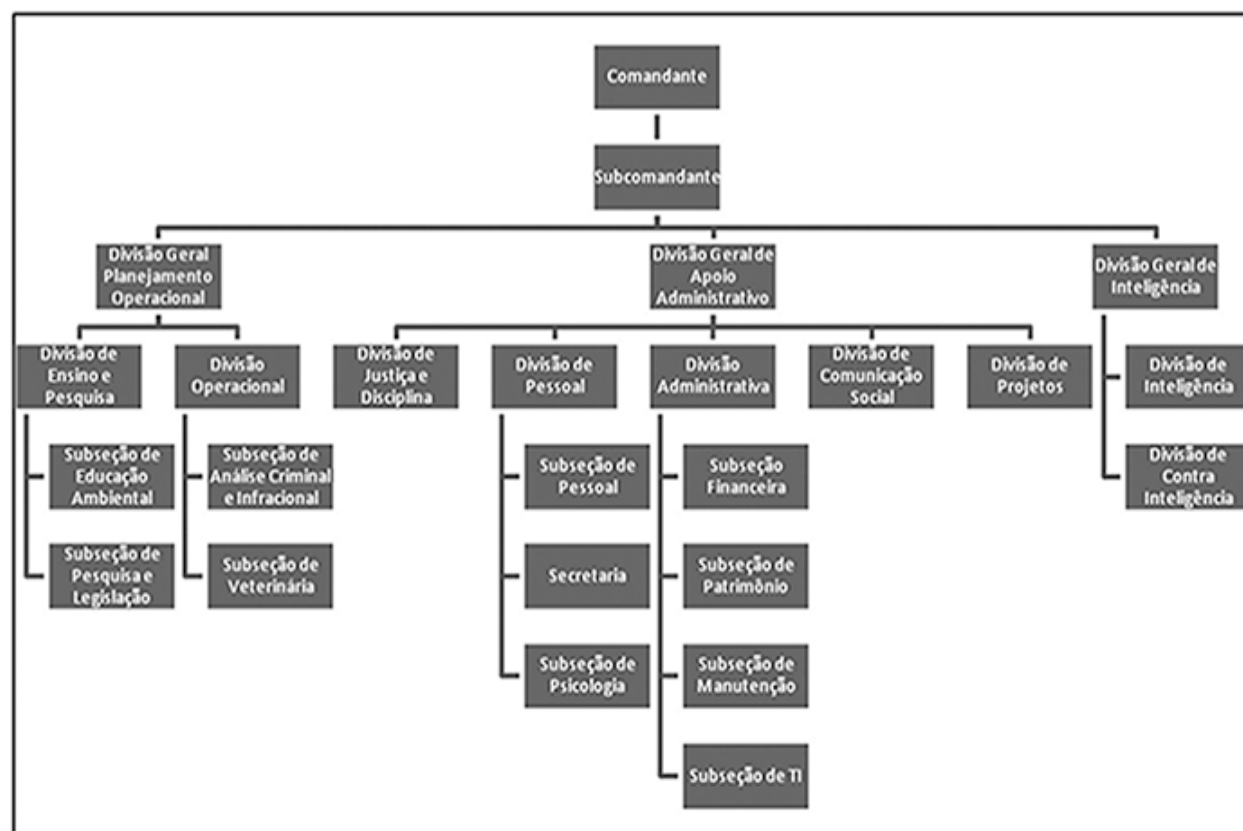 Comandante
Subcomandante
Divisão Geral
Planejamento
Operacional
Divisão Geral de
Apoio
Administrativo
Divisão Geral de
Inteligência
Divisão de
Ensino e
Pesquisa
Divisão
Operacional
Divisão de
Justiça e
Disciplina
Divisão de
Pessoal
Divisão
Administrativa
Divisão de
Comunicação
Social
Divisão de
Projetos
Divisão de
Inteligência
Subseção de
Educação
Ambiental
Subseção de
Análise Criminal
e Infracional
Subseção de
Pessoal
Subseção
Financeira
Divisão de
Contra
Inteligência
Subseção de
Pesquisa e
Legislação
Subseção de
Veterinária
Secretaria
Subseção de
Patrimônio
Subseção de
Psicologia
Subseção de
Manutenção
Subseção de TI